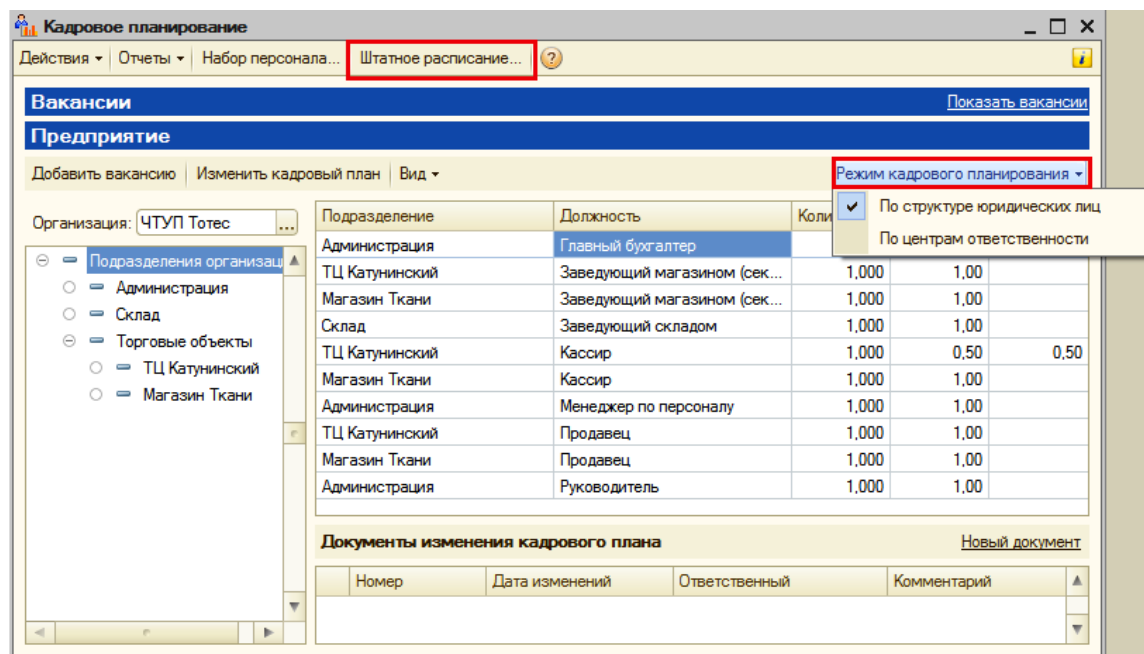 Кадровое планирование
Действия Отчеты Набор персонала... Штатное расписание... ?
Вакансии Показать вакансии
Предприятие
Добавить вакансию Изменить кадровый план Вид Режим кадрового планирования
По структуре юридических лиц
По центрам ответственности
Организация: ЧТУП Тотес ...
Подразделения организац
Администрация
Склад
Торговые объекты
ТЦ Катунинский
Магазин Ткани
Подразделение Должность Коли
Администрация Главный бухгалтер
ТЦ Катунинский Заведующий магазином (сек... 1,000 1,00
Магазин Ткани Заведующий магазином (сек... 1,000 1,00
Склад Заведующий складом 1,000 1,00
ТЦ Катунинский Кассир 1,000 0,50 0,50
Магазин Ткани Кассир 1,000 1,00
Администрация Менеджер по персоналу 1,000 1,00
ТЦ Катунинский Продавец 1,000 1,00
Магазин Ткани Продавец 1,000 1,00
Администрация Руководитель 1,000 1,00
Документы изменения кадрового плана Новый документ
Номер Дата изменений Ответственный Комментарий